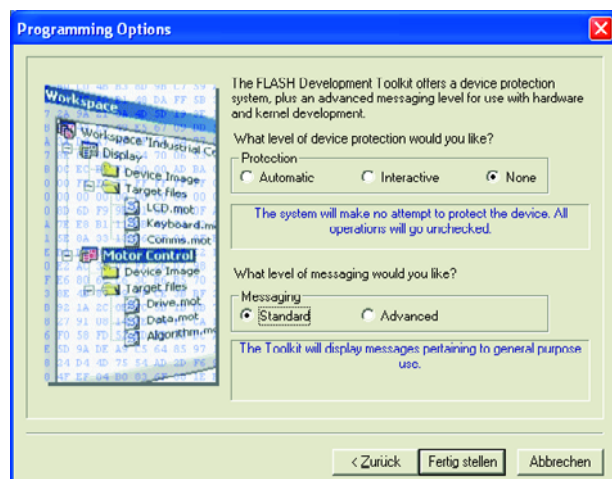 Programming Options
The FLASH Development Toolkit offers a device protection
system, plus an advanced messaging level for use with hardware
and kernel development.
What level of device protection would you like?
Protection
Automatic Interactive None
The system will make no attempt to protect the device. All
operations will go unchecked.
What level of messaging would you like?
Messaging
Standard Advanced
The Toolkit will display messages pertaining to general purpose
use.
Workspace
Workspace 'Industrial
Display
Device Image
Target files
LCD.mot
Keyboard.mot
Comms.mot
Motor Control
Device Image
Target files
Drive.mot
Data.mot
Algorithm.mot
< Zurück Fertig stellen Abbrechen